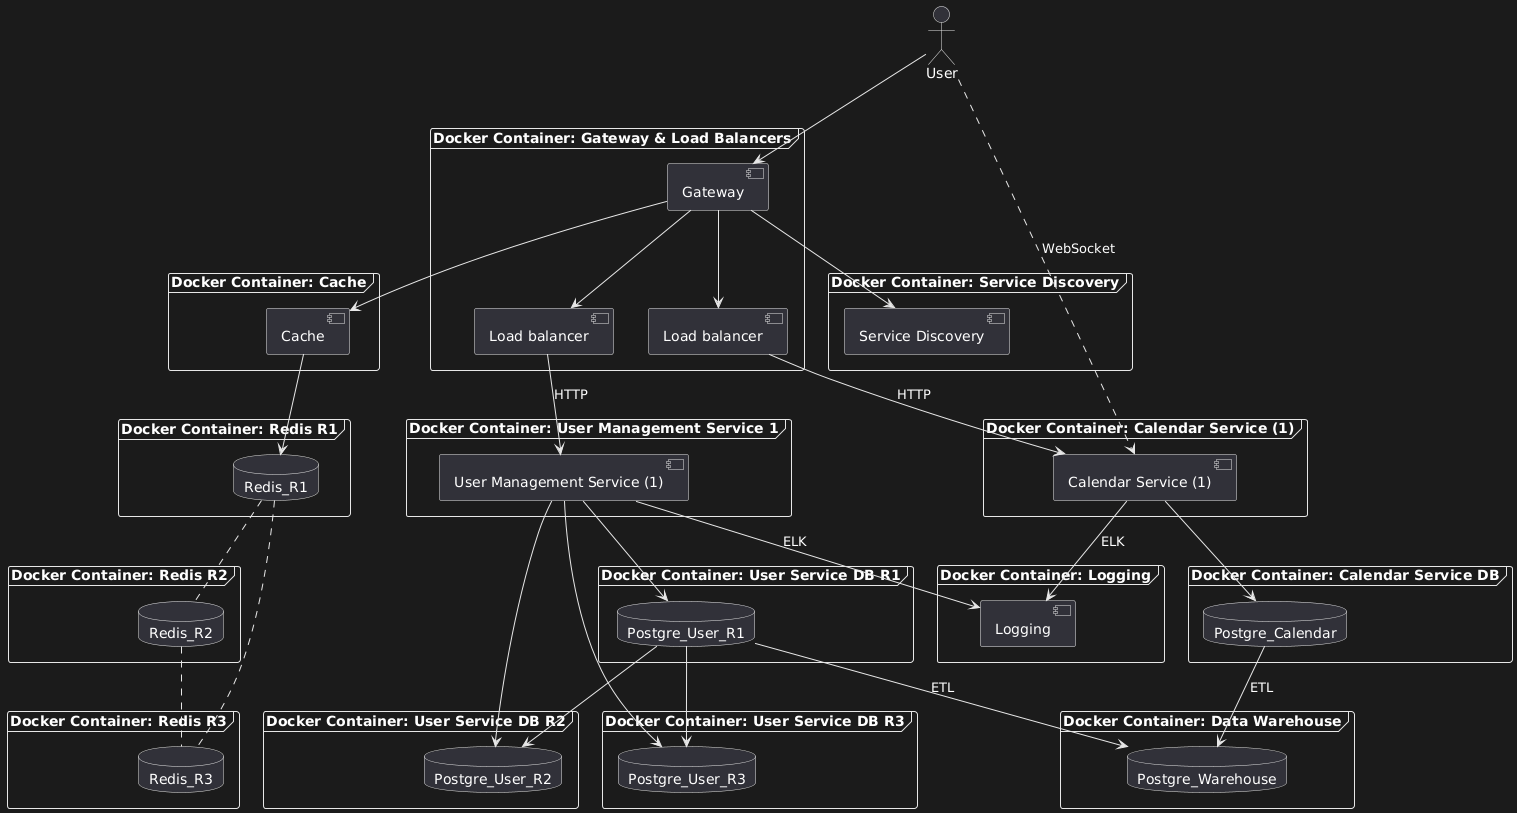 User
Docker Container: Gateway & Load Balancers
Gateway
WebSocket
Docker Container: Cache
Docker Container: Service Discovery
Cache
Load balancer
Load balancer
Service Discovery
HTTP
HTTP
Docker Container: Redis R1
Docker Container: User Management Service 1
Docker Container: Calendar Service (1)
Redis_R1
User Management Service (1)
Calendar Service (1)
ELK
ELK
Docker Container: Redis R2
Docker Container: User Service DB R1
Docker Container: Logging
Docker Container: Calendar Service DB
Redis_R2
Postgre_User_R1
Logging
Postgre_Calendar
ETL
ETL
Docker Container: Redis R3
Docker Container: User Service DB R2
Docker Container: User Service DB R3
Docker Container: Data Warehouse
Redis_R3
Postgre_User_R2
Postgre_User_R3
Postgre_Warehouse